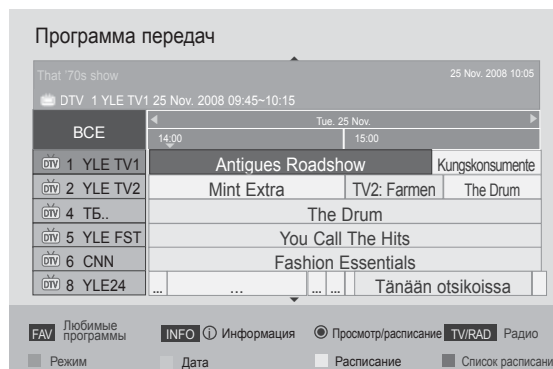 Программа передач
That '70s show 25 Nov. 2008 10:05
DTV 1 YLE TV1 25 Nov. 2008 09:45~10:15
ВСЕ
Tue. 25 Nov.
14:00 15:00
DTV 1 YLE TV1 Antigues Roadshow Kungskonsumente
DTV 2 YLE TV2 Mint Extra TV2: Farmen The Drum
DTV 4 ТБ.. The Drum
DTV 5 YLE FST You Call The Hits
DTV 6 CNN Fashion Essentials
DTV 8 YLE24 ... ... ... ... Tänään otsikoissa
FAV Любимые программы INFO i Информация Просмотр/расписание TV/RAD Радио
Режим Дата Расписание Список расписани